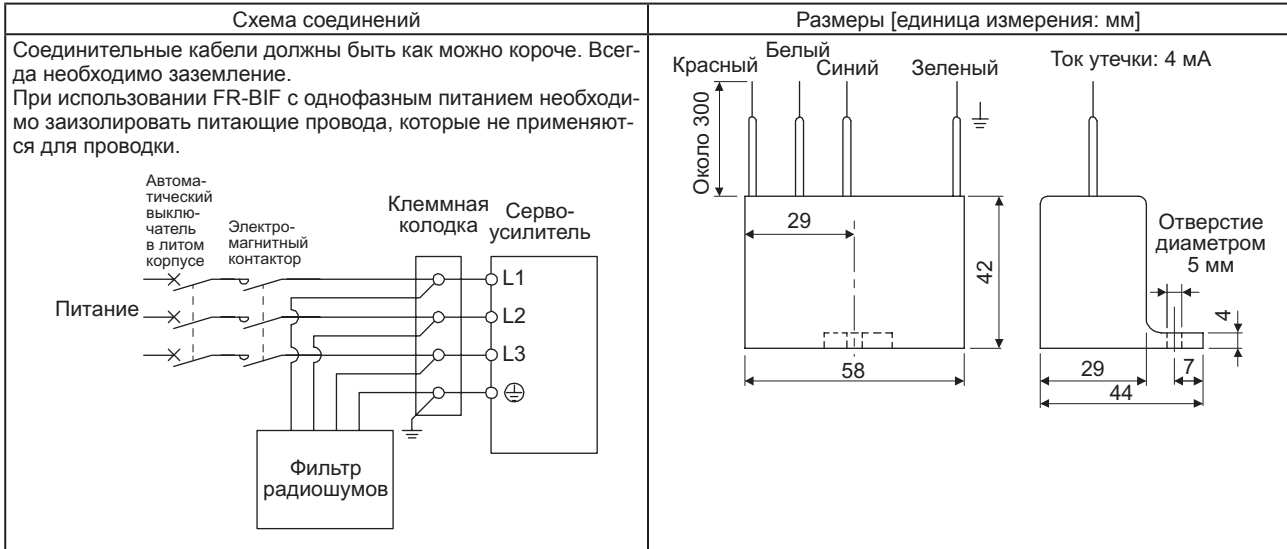 Схема соединений
Размеры [единица измерения: мм]
Соединительные кабели должны быть как можно короче. Всег-
да необходимо заземление.
При использовании FR-BIF с однофазным питанием необходи-
мо заизолировать питающие провода, которые не применяют-
ся для проводки.
Автома-
тический
выклю-
чатель
в литом
корпусе
Электро-
магнитный
контактор
Клеммная
колодка
Серво-
усилитель
Питание
L1
L2
L3
Фильтр
радиошумов
Красный
Белый
Синий
Зеленый
Ток утечки: 4 мА
Около 300
29
42
58
Отверстие
диаметром
5 мм
4
29
7
44